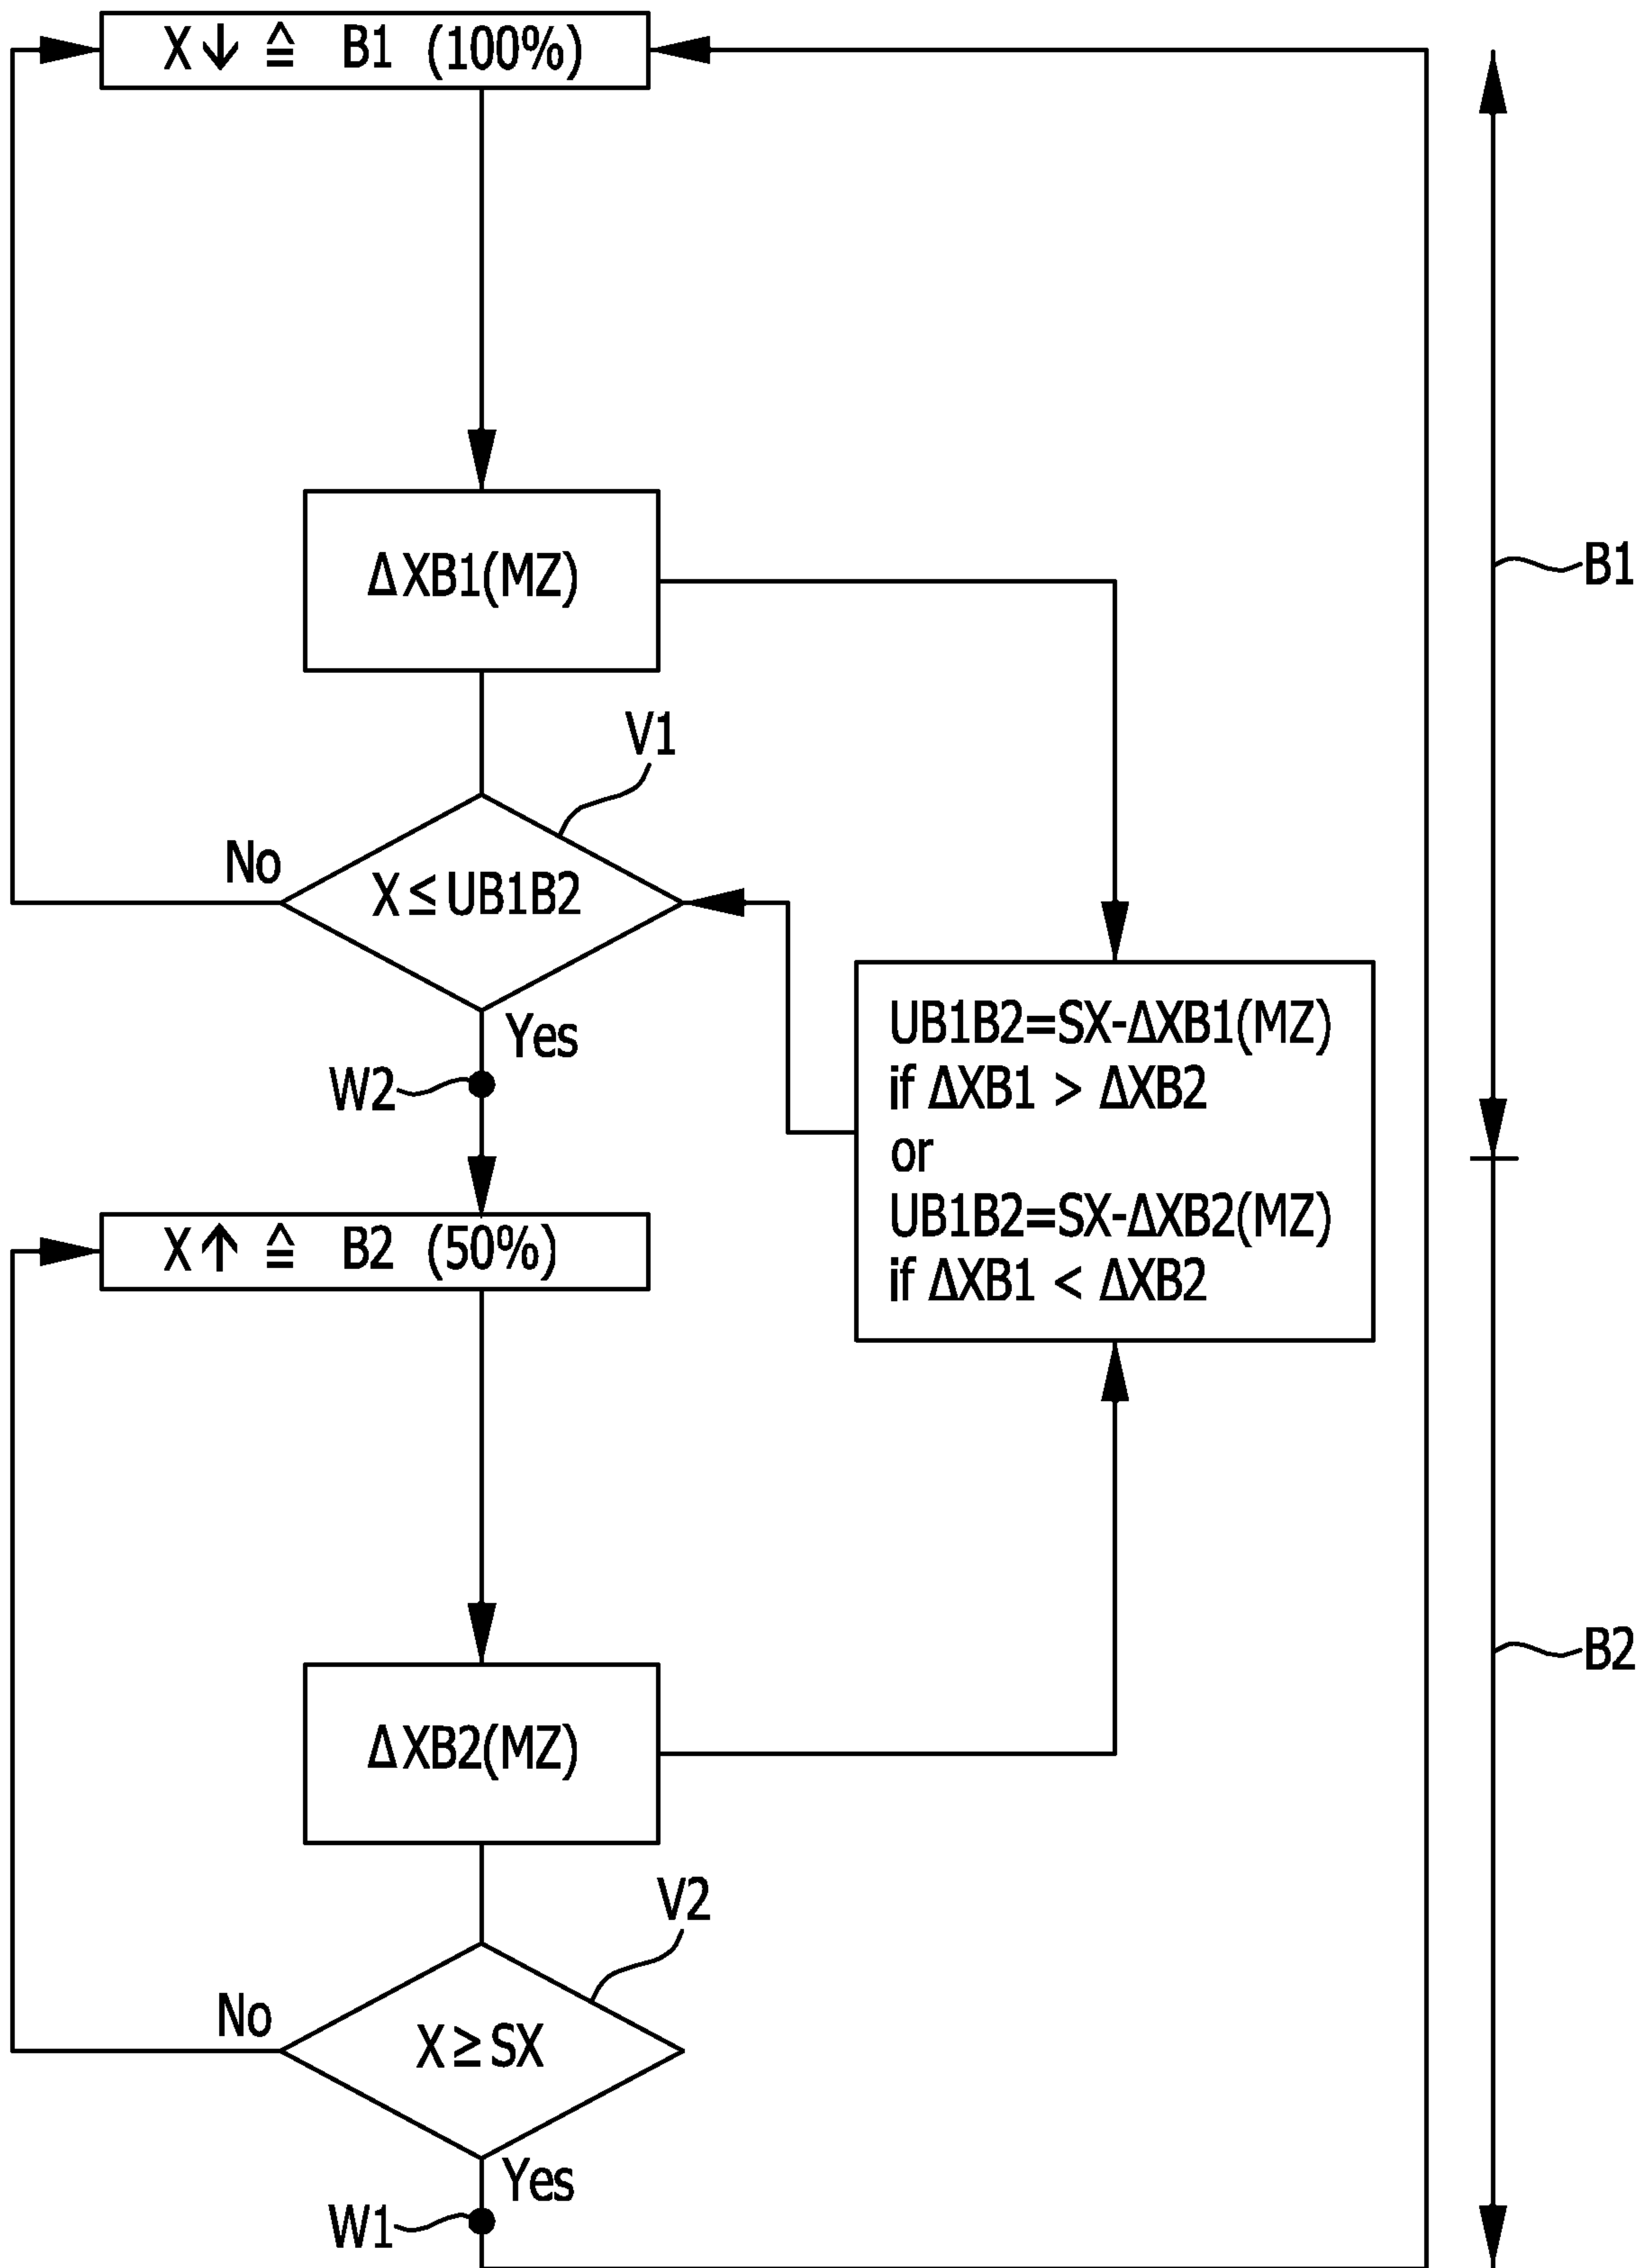 X ↓ ≙ B1 (100%)
B1
ΔXB1(MZ)
V1
No
X ≤ UB1B2
Yes
W2
UB1B2=SX-ΔXB1(MZ)
if ΔXB1 > ΔXB2
or
UB1B2=SX-ΔXB2(MZ)
if ΔXB1 < ΔXB2
X ↑ ≙ B2 (50%)
B2
ΔXB2(MZ)
V2
No
X ≥ SX
Yes
W1